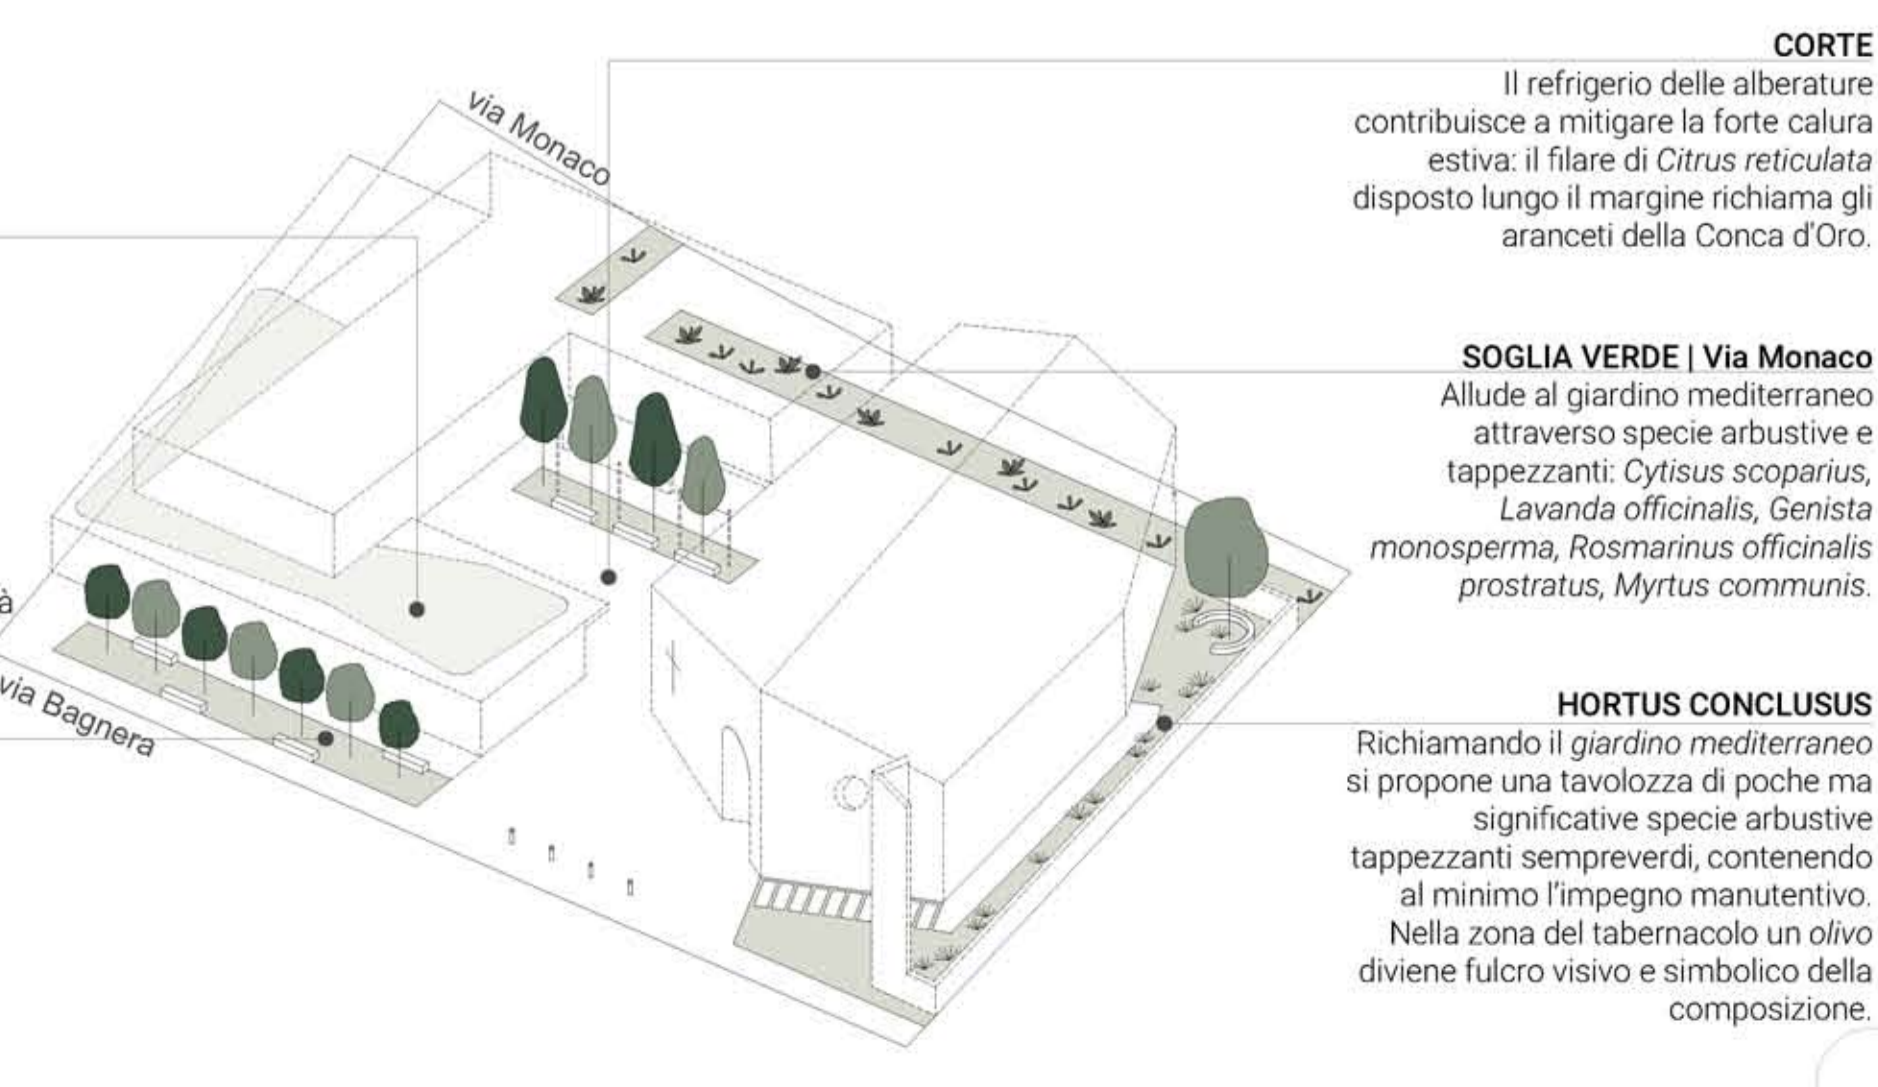 via Monaco
à
via Bagnera
CORTE
Il refrigerio delle alberature
contribuisce a mitigare la forte calura
estiva: il filare di Citrus reticulata
disposto lungo il margine richiama gli
aranceti della Conca d'Oro.
SOGLIA VERDE | Via Monaco
Allude al giardino mediterraneo
attraverso specie arbustive e
tappezzanti: Cytisus scoparius,
Lavanda officinalis, Genista
monosperma, Rosmarinus officinalis
prostratus, Myrtus communis.
HORTUS CONCLUSUS
Richiamando il giardino mediterraneo
si propone una tavolozza di poche ma
significative specie arbustive
tappezzanti sempreverdi, contenendo
al minimo l'impegno manutentivo.
Nella zona del tabernacolo un olivo
diviene fulcro visivo e simbolico della
composizione.